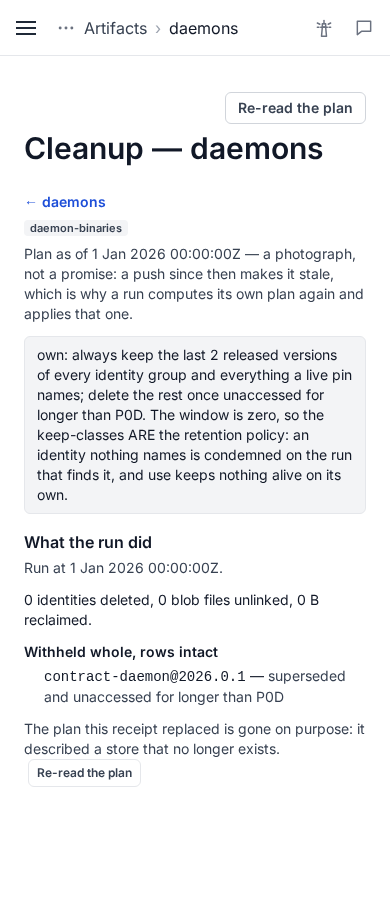 ··· Artifacts › daemons
Re-read the plan
Cleanup — daemons
← daemons
daemon-binaries
Plan as of 1 Jan 2026 00:00:00Z — a photograph,
not a promise: a push since then makes it stale,
which is why a run computes its own plan again and
applies that one.
own: always keep the last 2 released versions
of every identity group and everything a live pin
names; delete the rest once unaccessed for
longer than P0D. The window is zero, so the
keep-classes ARE the retention policy: an
identity nothing names is condemned on the run
that finds it, and use keeps nothing alive on its
own.
What the run did
Run at 1 Jan 2026 00:00:00Z.
0 identities deleted, 0 blob files unlinked, 0 B
reclaimed.
Withheld whole, rows intact
contract-daemon@2026.0.1 — superseded
and unaccessed for longer than P0D
The plan this receipt replaced is gone on purpose: it
described a store that no longer exists.
Re-read the plan